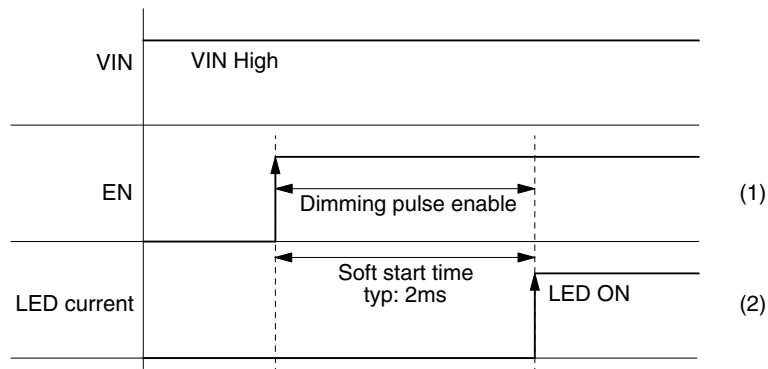 VIN
VIN High
EN
Dimming pulse enable
(1)
Soft start time
typ: 2ms
LED current
LED ON
(2)